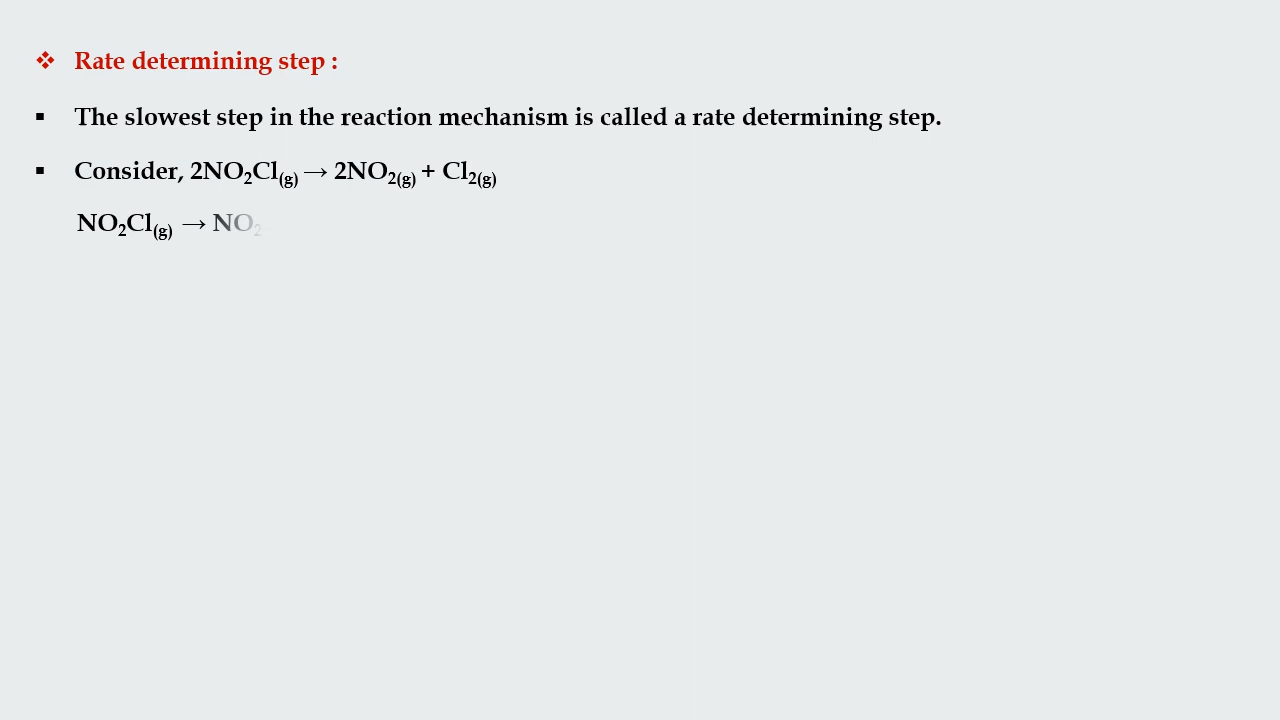 ❖ Rate determining step :
▪ The slowest step in the reaction mechanism is called a rate determining step.
▪ Consider, 2NO₂Cl₍g₎ → 2NO₂₍g₎ + Cl₂₍g₎
NO₂Cl₍g₎ → NO₂